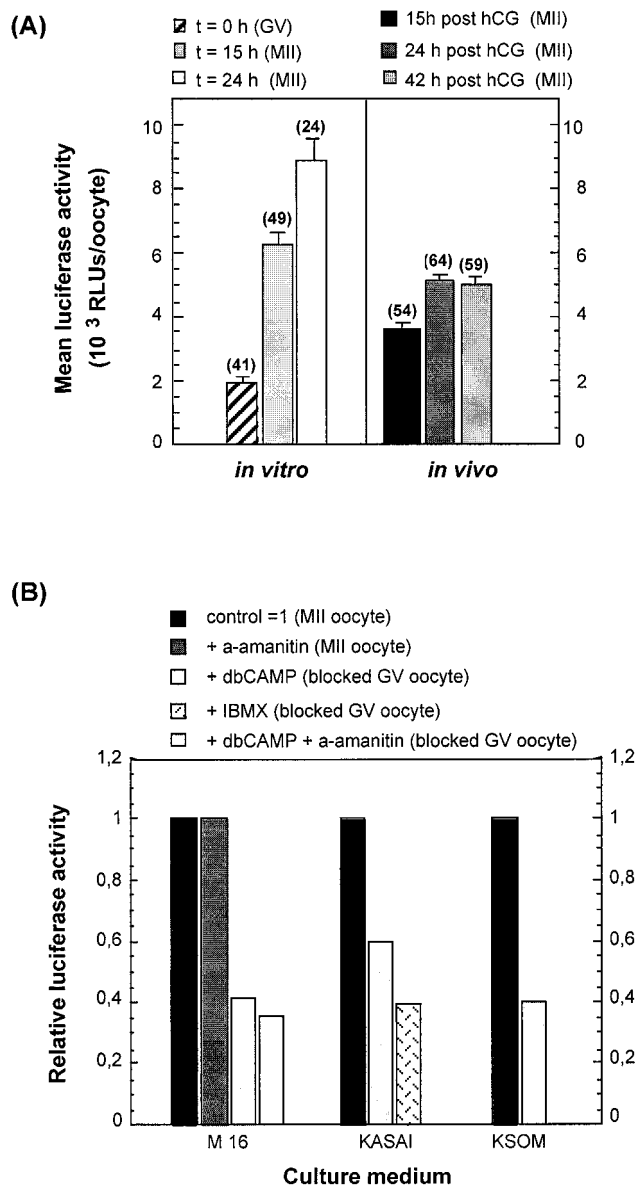 (A)
t = 0 h (GV)
t = 15 h (MII)
t = 24 h (MII)
15h post hCG (MII)
24 h post hCG (MII)
42 h post hCG (MII)
Mean luciferase activity
(10 3 RLUs/oocyte)
10
8
6
4
2
0
(41)
(49)
(24)
(54)
(64)
(59)
10
8
6
4
2
0
in vitro
in vivo
(B)
control =1 (MII oocyte)
+ a-amanitin (MII oocyte)
+ dbCAMP (blocked GV oocyte)
+ IBMX (blocked GV oocyte)
+ dbCAMP + a-amanitin (blocked GV oocyte)
Relative luciferase activity
1,2
1
0,8
0,6
0,4
0,2
0
1,2
1
0,8
0,6
0,4
0,2
0
M 16
KASAI
KSOM
Culture medium